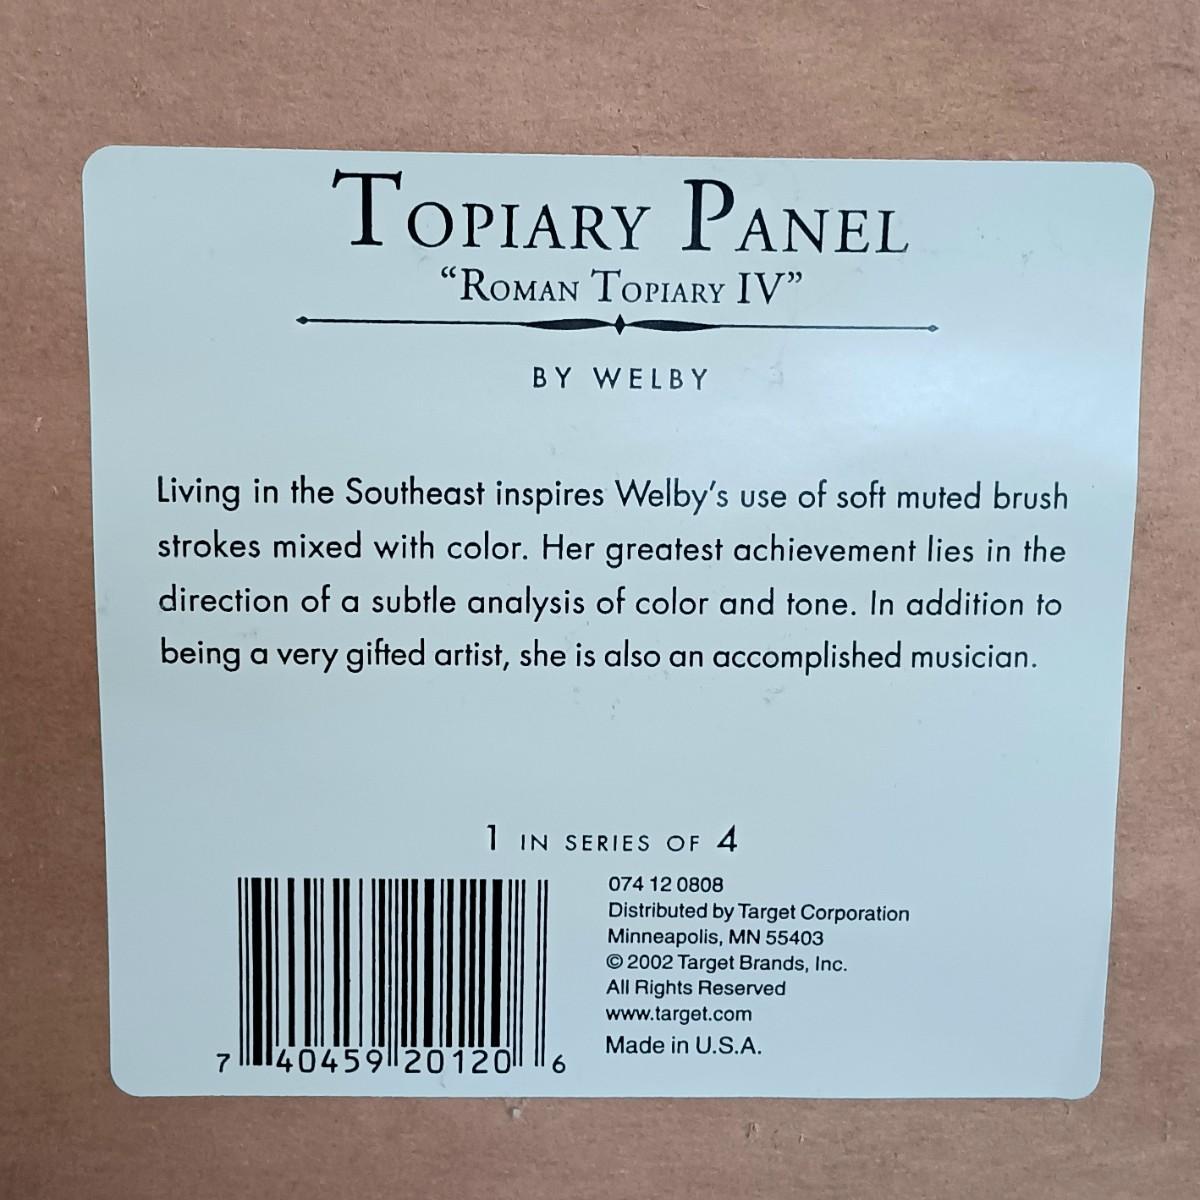 TOPIARY PANEL
“ROMAN TOPIARY IV”
BY WELBY
Living in the Southeast inspires Welby’s use of soft muted brush
strokes mixed with color. Her greatest achievement lies in the
direction of a subtle analysis of color and tone. In addition to
being a very gifted artist, she is also an accomplished musician.
1 IN SERIES OF 4
074 12 0808
Distributed by Target Corporation
Minneapolis, MN 55403
© 2002 Target Brands, Inc.
All Rights Reserved
www.target.com
Made in U.S.A.
7 40459 20120 6